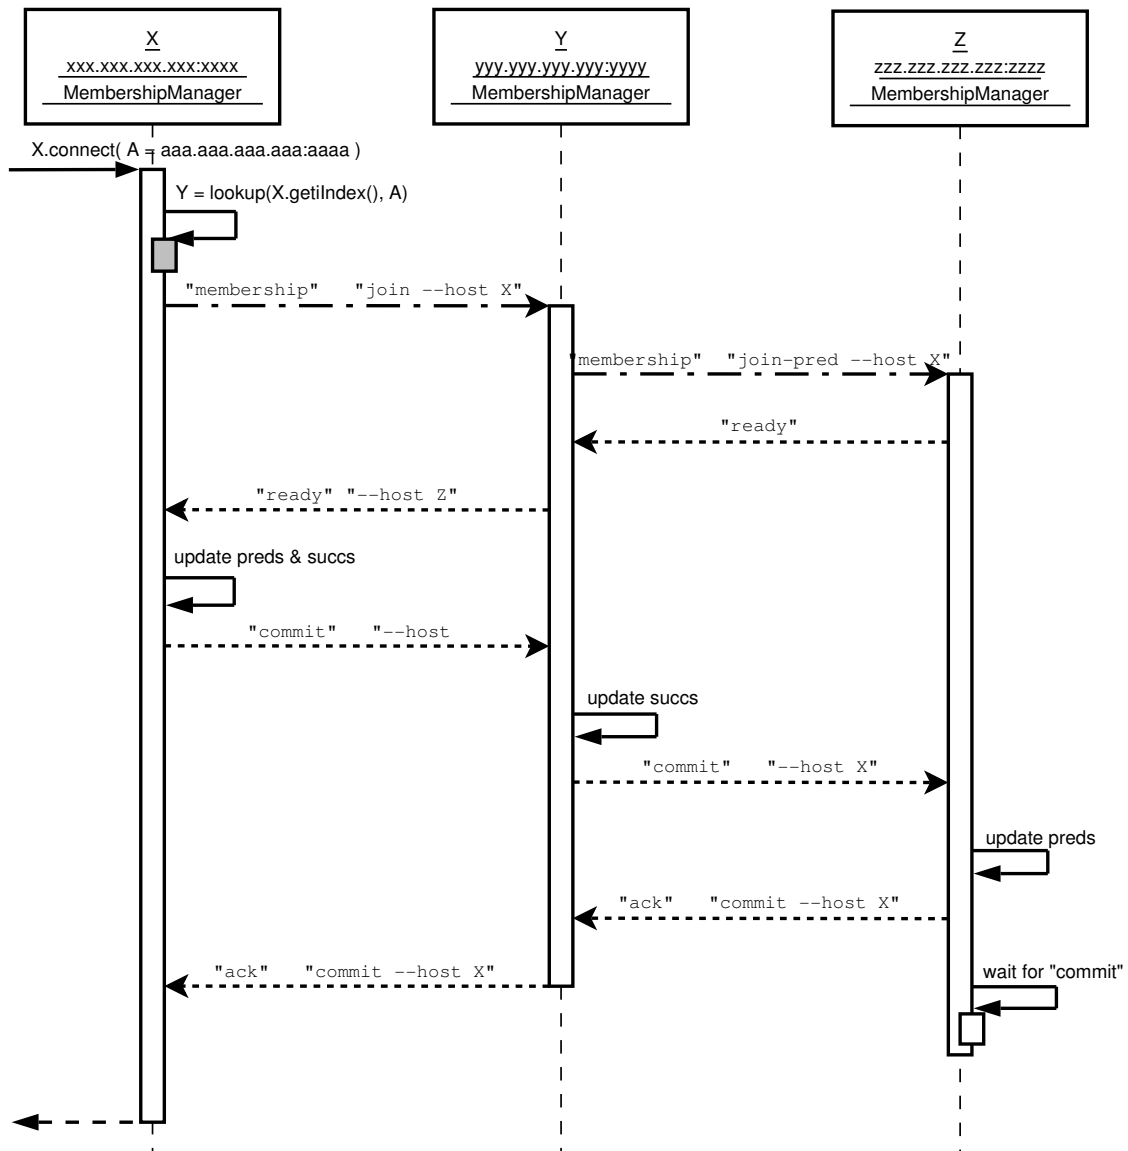 X
xxx.xxx.xxx.xxx:xxxx
MembershipManager
Y
yyy.yyy.yyy.yyy:yyyy
MembershipManager
Z
zzz.zzz.zzz.zzz:zzzz
MembershipManager
X.connect( A = aaa.aaa.aaa.aaa:aaaa )
Y = lookup(X.getiIndex(), A)
"membership" "join --host X"
"membership" "join-pred --host X"
"ready"
"ready" "--host Z"
update preds & succs
"commit" "--host
update succs
"commit" "--host X"
update preds
"ack" "commit --host X"
"ack" "commit --host X"
wait for "commit"